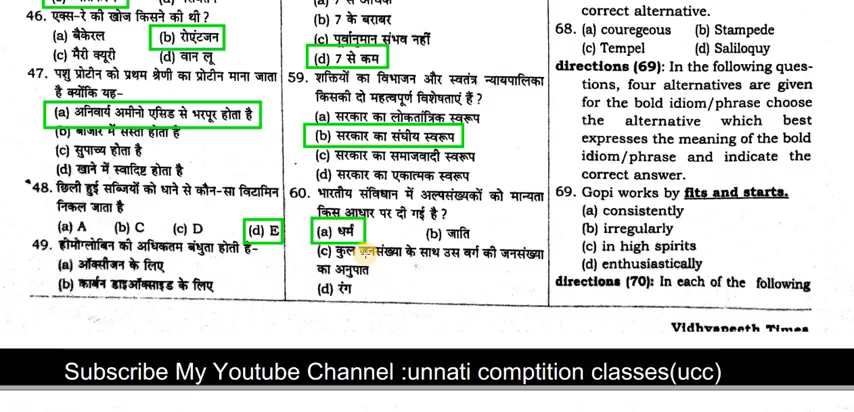 46. एक्स-रे की खोज किसने की थी ?
(a) बैकेरल (b) रोएंटजन
(c) मैरी क्यूरी (d) वान लू
47. पशु प्रोटीन को प्रथम श्रेणी का प्रोटीन माना जाता
है क्योंकि यह-
(a) अनिवार्य अमीनो एसिड से भरपूर होता है
(b) बाजार में सस्ता होता है
(c) सुपाच्य होता है
(d) खाने में स्वादिष्ट होता है
48. छिली हुई सब्जियों को धाने से कौन-सा विटामिन
निकल जाता है
(a) A (b) C (c) D (d) E
49. हीमोग्लोबिन की अधिकतम बंधुता होती है-
(a) ऑक्सीजन के लिए
(b) कार्बन डाइऑक्साइड के लिए
(a) 7 से अधिक
(b) 7 के बराबर
(c) पूर्वानुमान संभव नहीं
(d) 7 से कम
59. शक्तियों का विभाजन और स्वतंत्र न्यायपालिका
किसकी दो महत्वपूर्ण विशेषताएं हैं ?
(a) सरकार का लोकतांत्रिक स्वरूप
(b) सरकार का संघीय स्वरूप
(c) सरकार का समाजवादी स्वरूप
(d) सरकार का एकात्मक स्वरूप
60. भारतीय संविधान में अल्पसंख्यकों को मान्यता
किस आधार पर दी गई है ?
(a) धर्म (b) जाति
(c) कुल जनसंख्या के साथ उस वर्ग की जनसंख्या
का अनुपात
(d) रंग
correct alternative.
68. (a) couregeous (b) Stampede
(c) Tempel (d) Saliloquy
directions (69): In the following ques-
tions, four alternatives are given
for the bold idiom/phrase choose
the alternative which best
expresses the meaning of the bold
idiom/phrase and indicate the
correct answer.
69. Gopi works by fits and starts.
(a) consistently
(b) irregularly
(c) in high spirits
(d) enthusiastically
directions (70): In each of the following
Vidhyapeeth Times
Subscribe My Youtube Channel :unnati comptition classes(ucc)